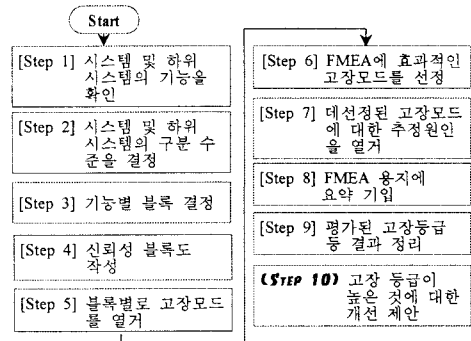 Start
[Step 1] 시스템 및 하위
시스템의 기능을
확인
[Step 2] 시스템 및 하위
시스템의 구분 수
준을 결정
[Step 3] 기능별 블록 결정
[Step 4] 신뢰성 블록도
작성
[Step 5] 블록별로 고장모드
를 열거
[Step 6] FMEA에 효과적인
고장모드를 선정
[Step 7] 데선정된 고장모드
에 대한 추정원인
을 열거
[Step 8] FMEA 용지에
요약 기입
[Step 9] 평가된 고장등급
등 결과 정리
(STEP 10) 고장 등급이
높은 것에 대한
개선 제안